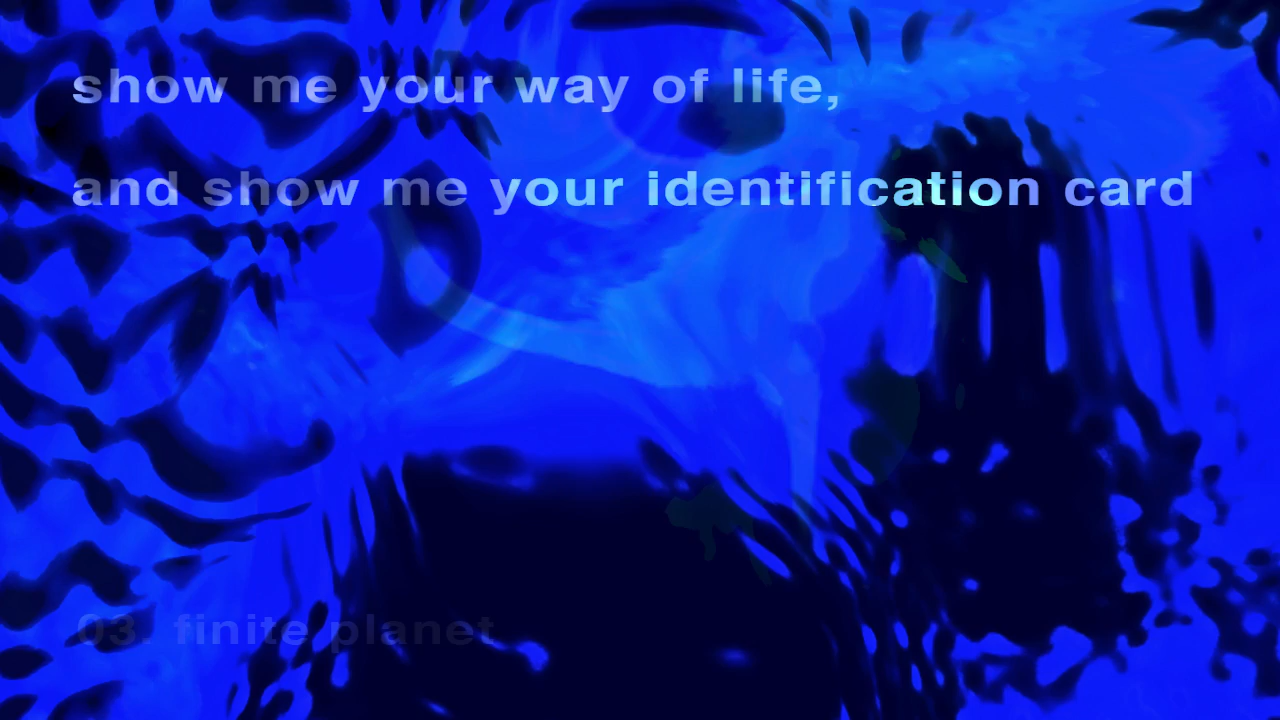 show me your way of life,
and show me your identification card
03. finite planet